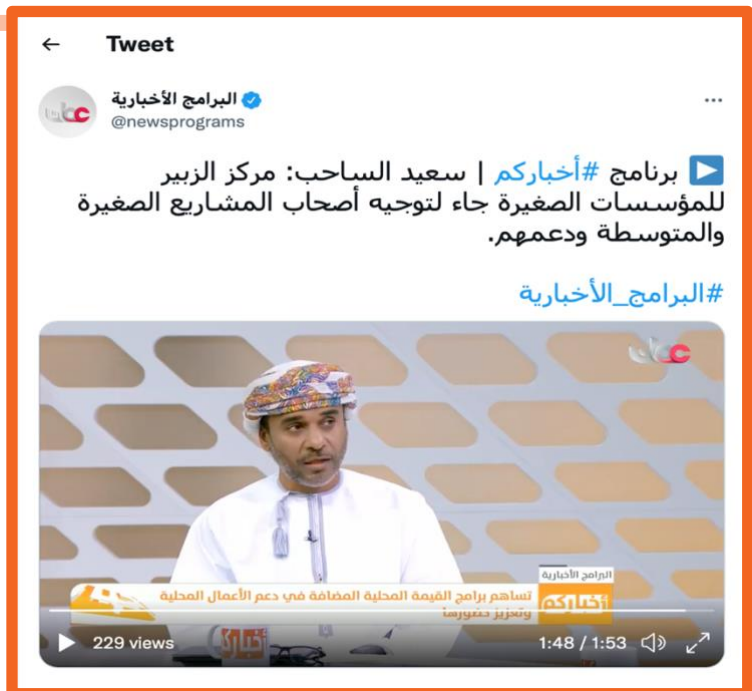 Tweet
البرامج الأخبارية
@newsprograms
برنامج #أخباركم | سعيد الساحب: مركز الزبير
للمؤسسات الصغيرة جاء لتوجيه أصحاب المشاريع الصغيرة
والمتوسطة ودعمهم.
#البرامج_الأخبارية
عمان
البرامج الأخبارية
أخباركم
تساهم برامج القيمة المحلية المضافة في دعم الأعمال المحلية
وتعزيز حضورها
229 views
1:48 / 1:53